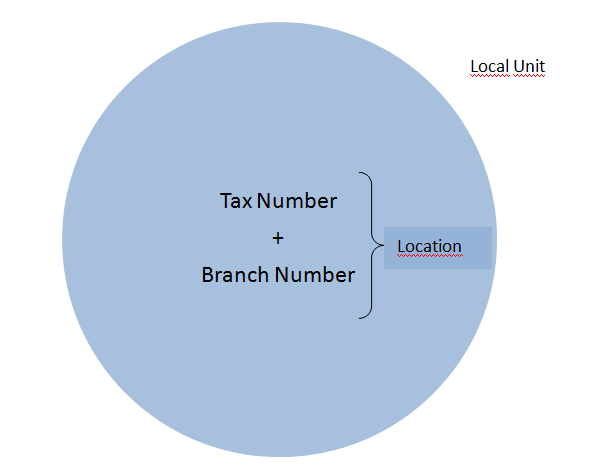 Local Unit
Tax Number
+
Location
Branch Number